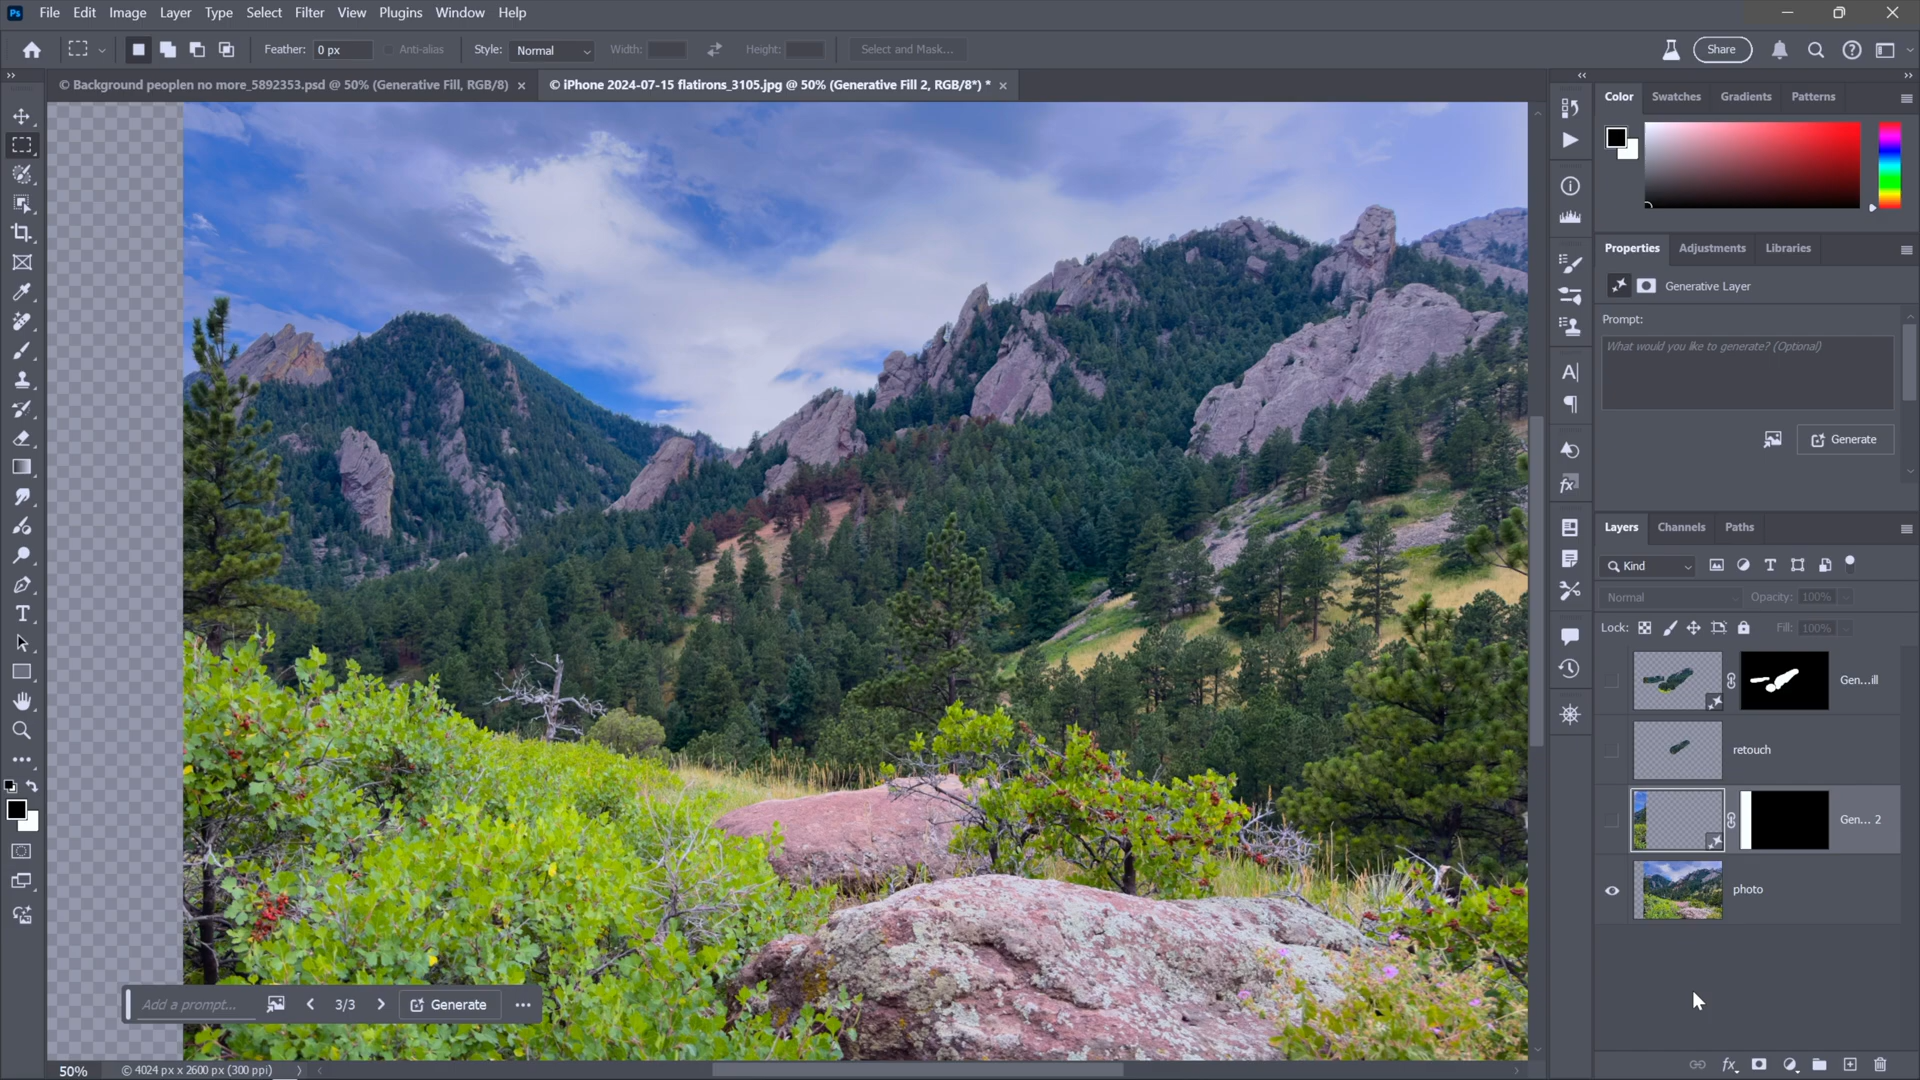 Ps File Edit Image Layer Type Select Filter View Plugins Window Help
Feather: 0 px Anti-alias Style: Normal Width: Height: Select and Mask... Share
© Background peoplen no more_5892353.psd @ 50% (Generative Fill, RGB/8) × © iPhone 2024-07-15 flatirons_3105.jpg @ 50% (Generative Fill 2, RGB/8*) * ×
Color Swatches Gradients Patterns
Properties Adjustments Libraries
Generative Layer
Prompt:
What would you like to generate? (Optional)
Generate
Layers Channels Paths
Kind
Normal Opacity: 100%
Lock: Fill: 100%
Gen...ill
retouch
Gen... 2
photo
Add a prompt... 3/3 Generate ...
50% © 4024 px x 2600 px (300 ppi)